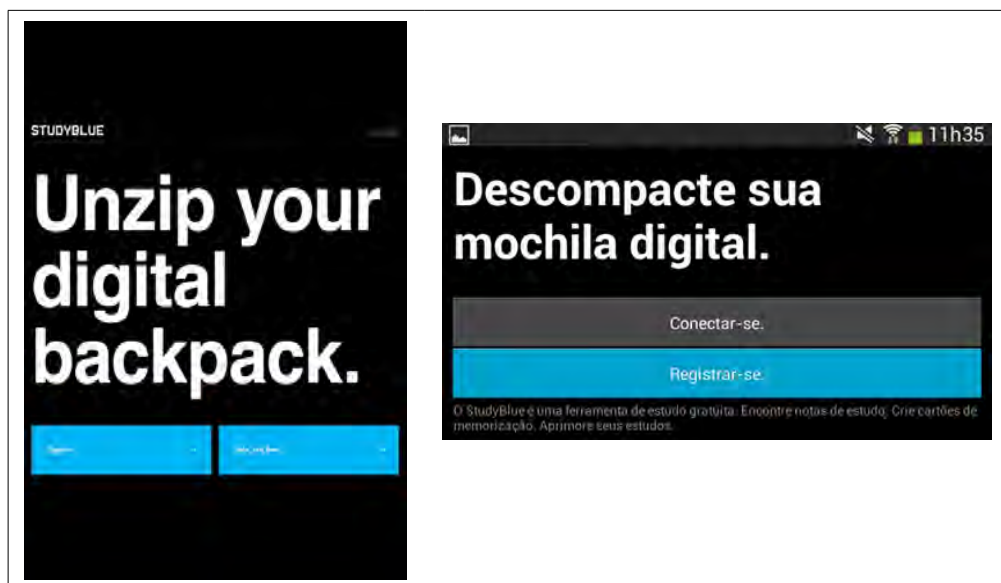 STUDYBLUE
Unzip your
digital
backpack.
11h35
Descompacte sua
mochila digital.
Conectar-se.
Registrar-se.
O StudyBlue é uma ferramenta de estudo gratuita. Encontre notas de estudo. Crie cartões de
memorização. Aprimore seus estudos.